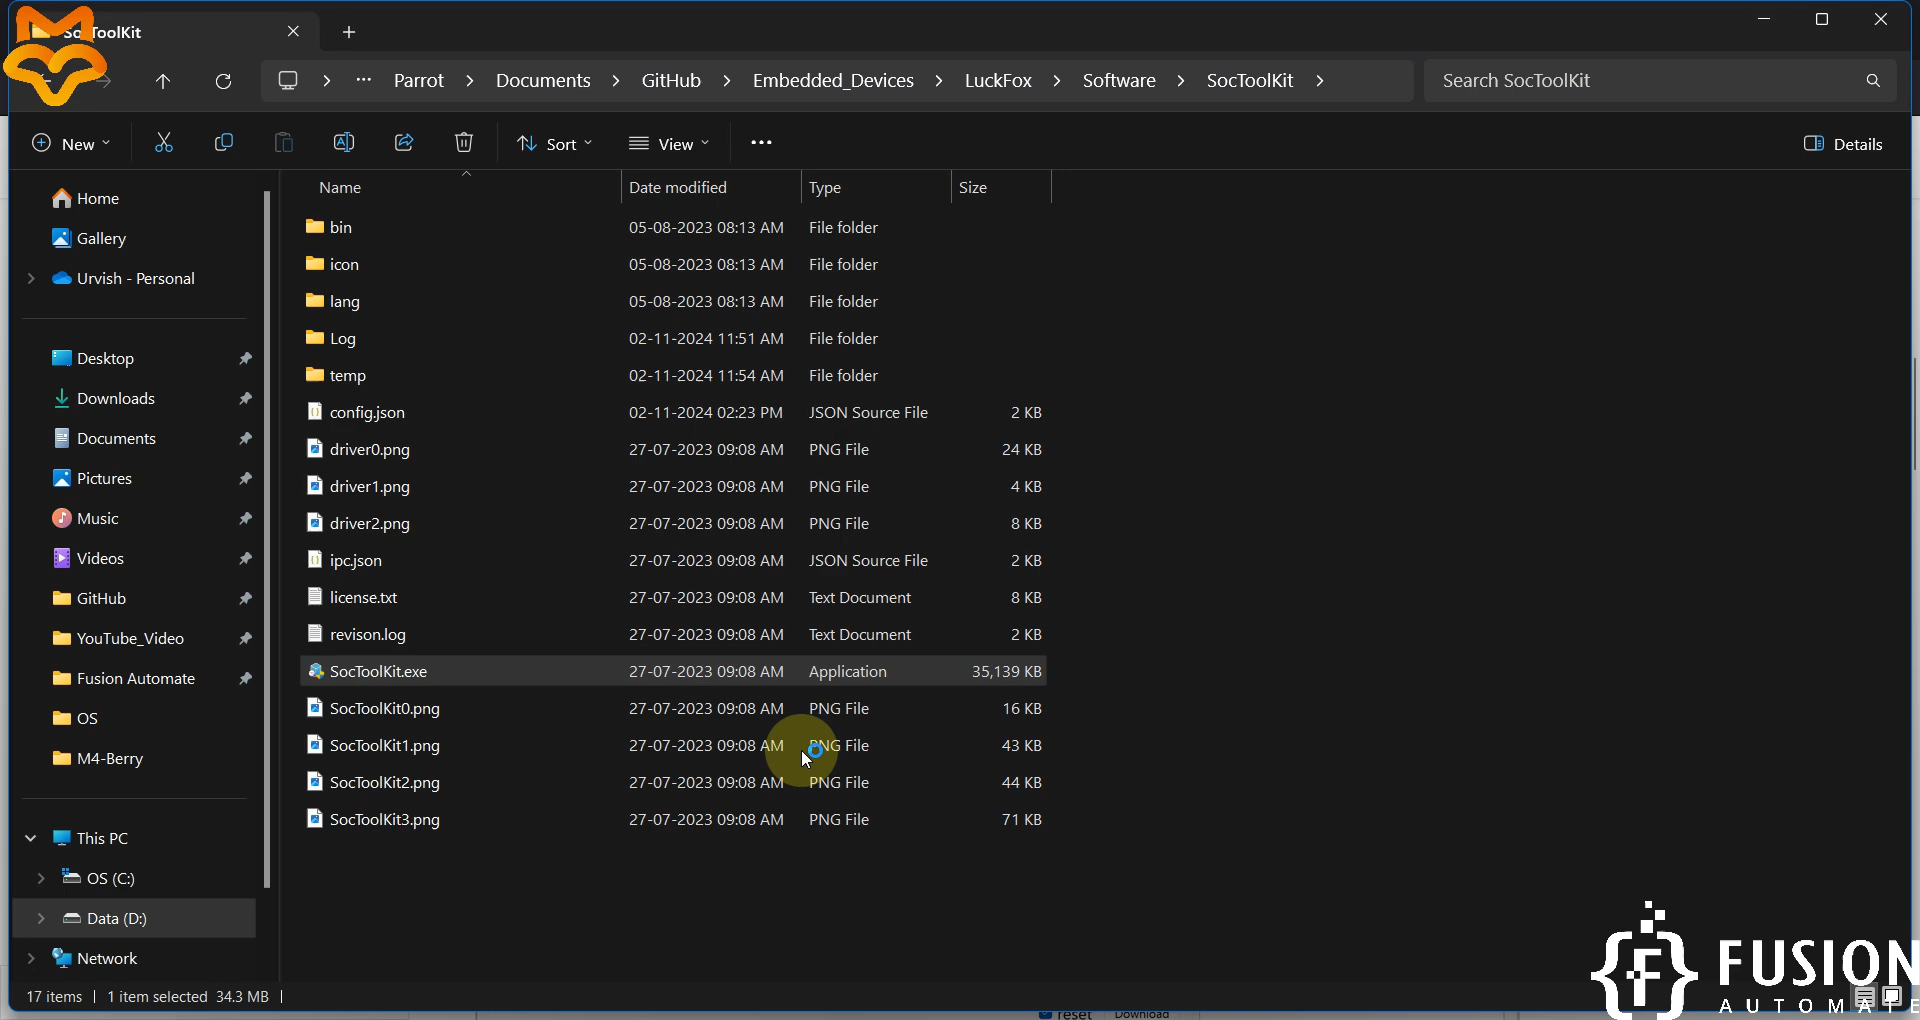 SocToolKit
Parrot > Documents > GitHub > Embedded_Devices > LuckFox > Software > SocToolKit >
Search SocToolKit
New
Sort
View
Details
Name
Date modified
Type
Size
Home
Gallery
Urvish - Personal
Desktop
Downloads
Documents
Pictures
Music
Videos
GitHub
YouTube_Video
Fusion Automate
OS
M4-Berry
This PC
OS (C:)
Data (D:)
Network
bin 05-08-2023 08:13 AM File folder
icon 05-08-2023 08:13 AM File folder
lang 05-08-2023 08:13 AM File folder
Log 02-11-2024 11:51 AM File folder
temp 02-11-2024 11:54 AM File folder
config.json 02-11-2024 02:23 PM JSON Source File 2 KB
driver0.png 27-07-2023 09:08 AM PNG File 24 KB
driver1.png 27-07-2023 09:08 AM PNG File 4 KB
driver2.png 27-07-2023 09:08 AM PNG File 8 KB
ipc.json 27-07-2023 09:08 AM JSON Source File 2 KB
license.txt 27-07-2023 09:08 AM Text Document 8 KB
revison.log 27-07-2023 09:08 AM Text Document 2 KB
SocToolKit.exe 27-07-2023 09:08 AM Application 35,139 KB
SocToolKit0.png 27-07-2023 09:08 AM PNG File 16 KB
SocToolKit1.png 27-07-2023 09:08 AM PNG File 43 KB
SocToolKit2.png 27-07-2023 09:08 AM PNG File 44 KB
SocToolKit3.png 27-07-2023 09:08 AM PNG File 71 KB
17 items
1 item selected 34.3 MB
reset
Download
FUSION
AUTOMATE